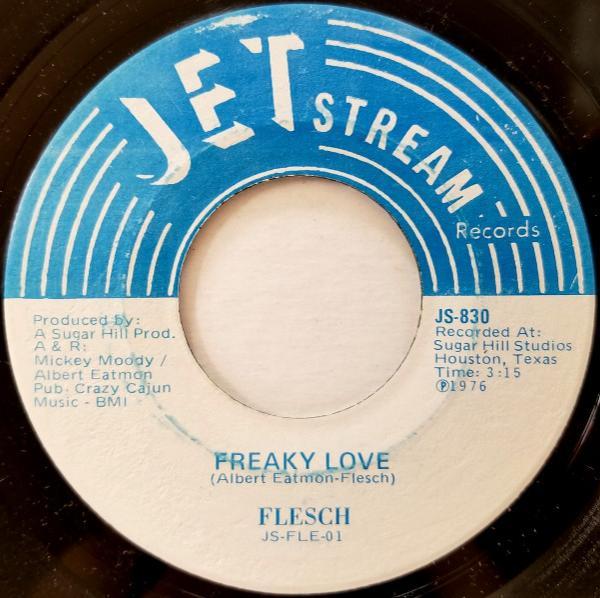 JET STREAM
Records
Produced by:
A Sugar Hill Prod.
A & R:
Mickey Moody /
Albert Eatmon
Pub. Crazy Cajun
Music - BMI
JS-830
Recorded At:
Sugar Hill Studios
Houston, Texas
Time: 3:15
℗1976
FREAKY LOVE
(Albert Eatmon-Flesch)
FLESCH
JS-FLE-01